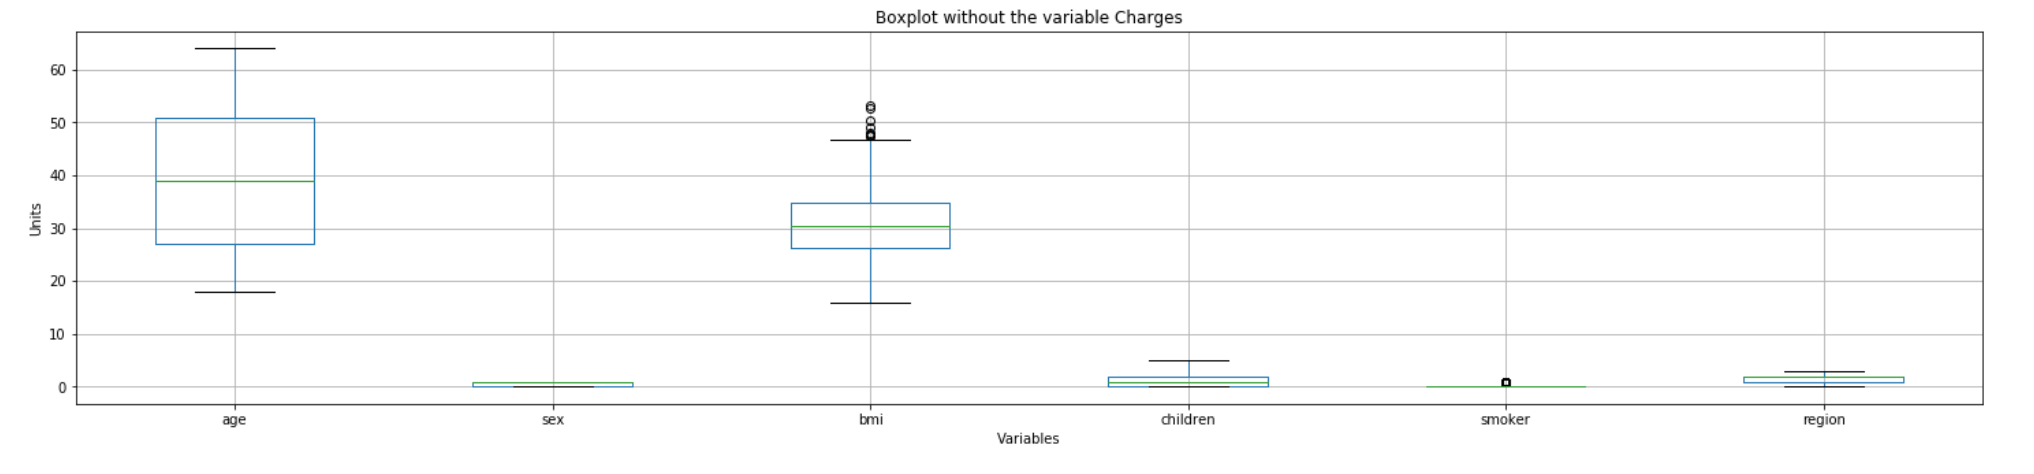 Boxplot without the variable Charges
Units
60
50
40
30
20
10
0
age sex bmi children smoker region
Variables